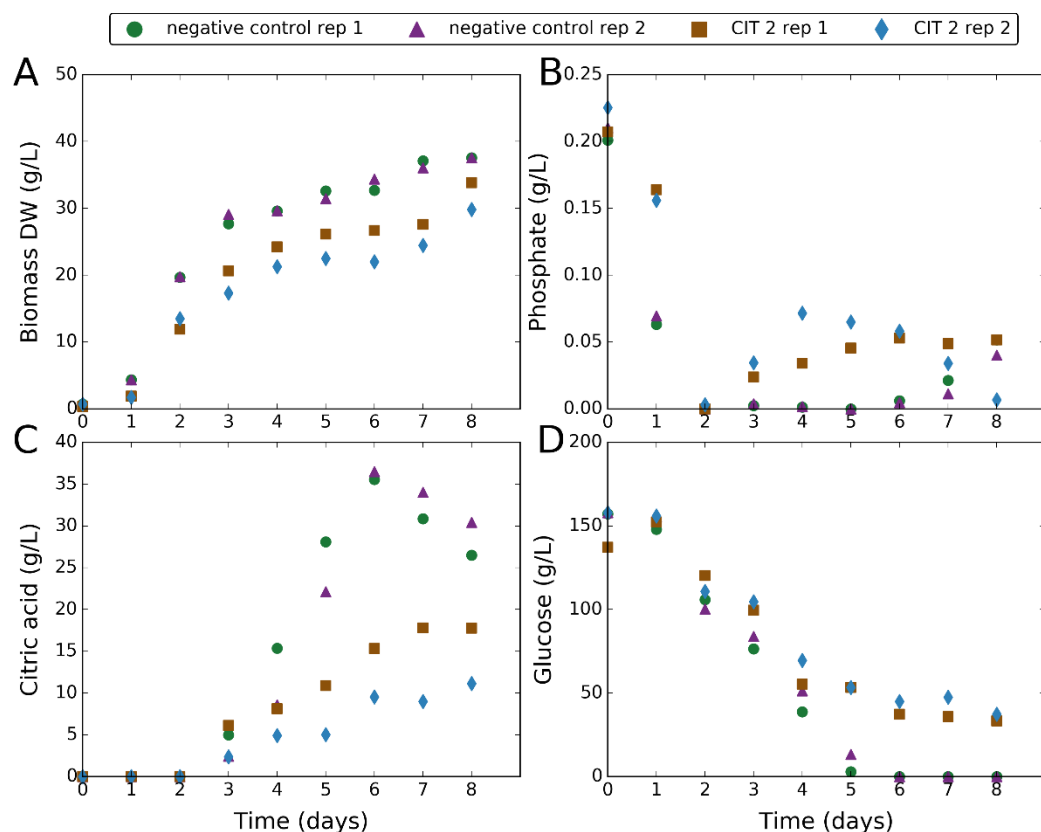 negative control rep 1 negative control rep 2 CIT 2 rep 1 CIT 2 rep 2
A
Biomass DW (g/L)
50
40
30
20
10
0
0 1 2 3 4 5 6 7 8
B
Phosphate (g/L)
0.25
0.20
0.15
0.10
0.05
0.00
0 1 2 3 4 5 6 7 8
C
Citric acid (g/L)
40
35
30
25
20
15
10
5
0
0 1 2 3 4 5 6 7 8
Time (days)
D
Glucose (g/L)
200
150
100
50
0
0 1 2 3 4 5 6 7 8
Time (days)